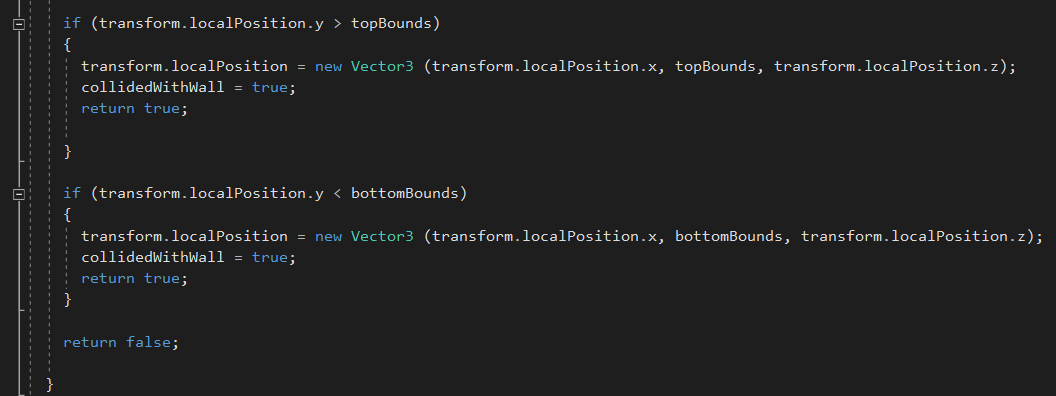 if (transform.localPosition.y > topBounds)
{
transform.localPosition = new Vector3 (transform.localPosition.x, topBounds, transform.localPosition.z);
collidedWithWall = true;
return true;
}
if (transform.localPosition.y < bottomBounds)
{
transform.localPosition = new Vector3 (transform.localPosition.x, bottomBounds, transform.localPosition.z);
collidedWithWall = true;
return true;
}
return false;
}